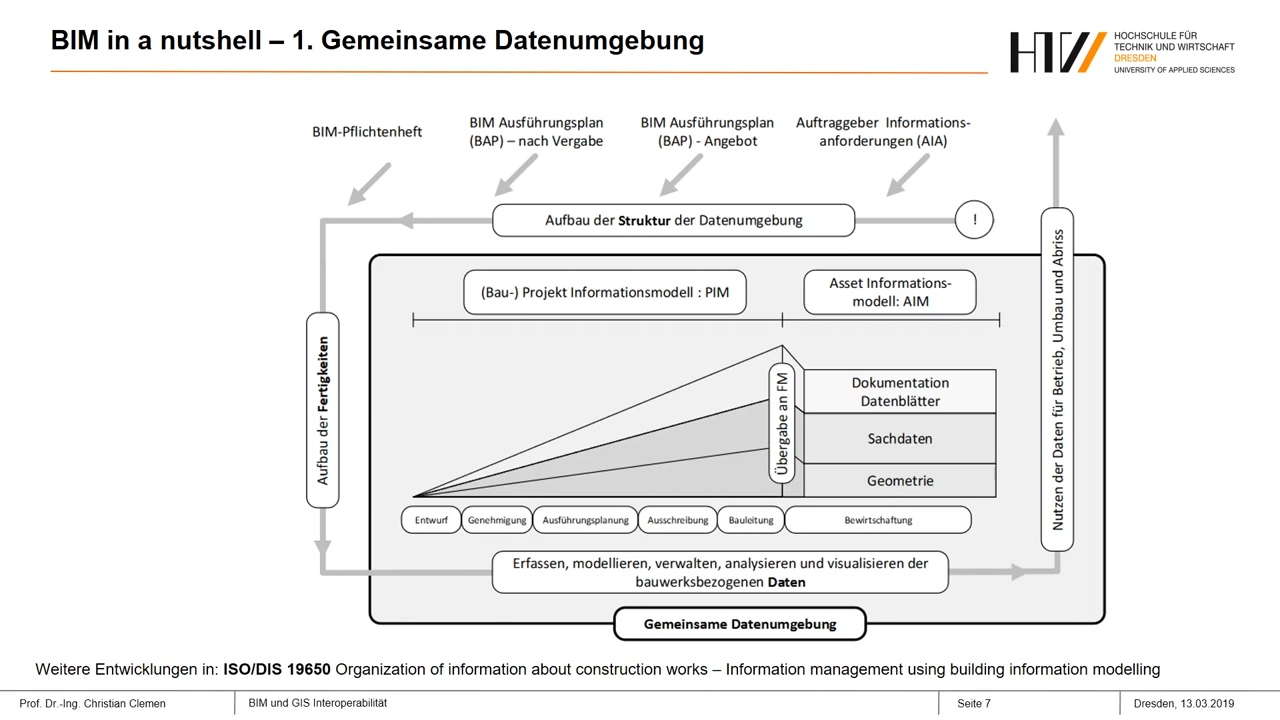 BIM in a nutshell – 1. Gemeinsame Datenumgebung
HTW
HOCHSCHULE FÜR
TECHNIK UND WIRTSCHAFT
DRESDEN
UNIVERSITY OF APPLIED SCIENCES
BIM-Pflichtenheft
BIM Ausführungsplan
(BAP) – nach Vergabe
BIM Ausführungsplan
(BAP) - Angebot
Auftraggeber Informations-
anforderungen (AIA)
Aufbau der Struktur der Datenumgebung
!
(Bau-) Projekt Informationsmodell : PIM
Asset Informations-
modell: AIM
Aufbau der Fertigkeiten
Übergabe an FM
Dokumentation
Datenblätter
Sachdaten
Geometrie
Nutzen der Daten für Betrieb, Umbau und Abriss
Entwurf
Genehmigung
Ausführungsplanung
Ausschreibung
Bauleitung
Bewirtschaftung
Erfassen, modellieren, verwalten, analysieren und visualisieren der
bauwerksbezogenen Daten
Gemeinsame Datenumgebung
Weitere Entwicklungen in: ISO/DIS 19650 Organization of information about construction works – Information management using building information modelling
Prof. Dr.-Ing. Christian Clemen
BIM und GIS Interoperabilität
Seite 7
Dresden, 13.03.2019